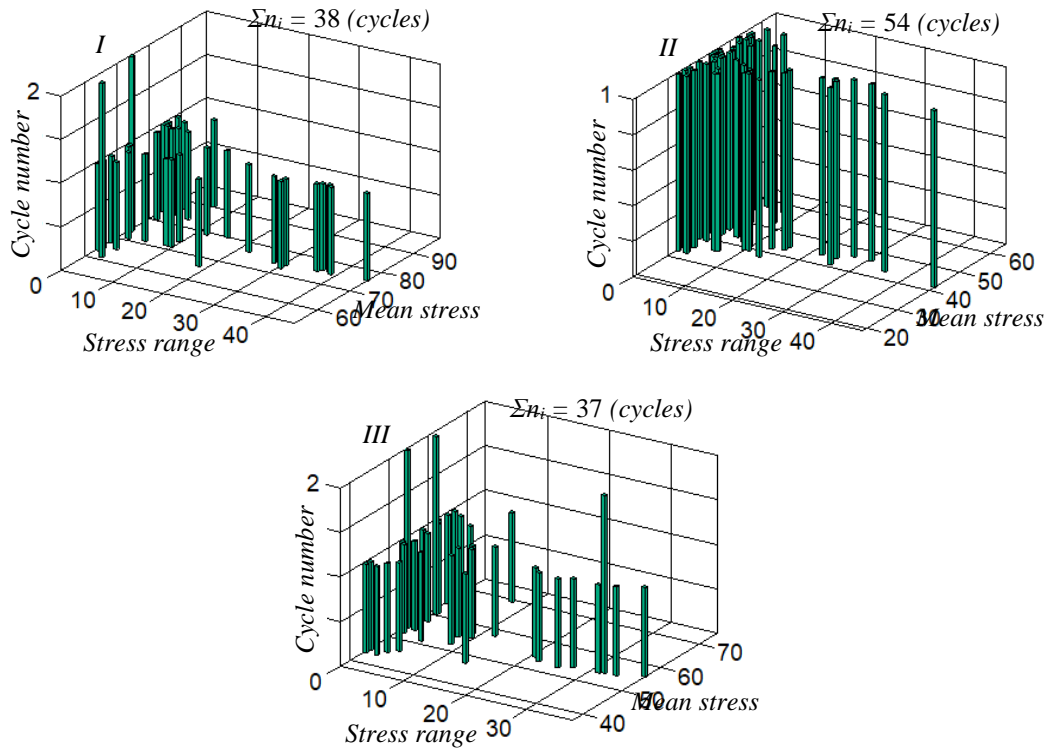 Σnᵢ = 38 (cycles)
I
2
Cycle number
0
10
20
30
40
Stress range
60
70
80
90
Mean stress
Σnᵢ = 54 (cycles)
II
1
Cycle number
0
10
20
30
40
Stress range
20
30
40
50
60
Mean stress
Σnᵢ = 37 (cycles)
III
2
Cycle number
0
10
20
30
Stress range
40
50
60
70
Mean stress